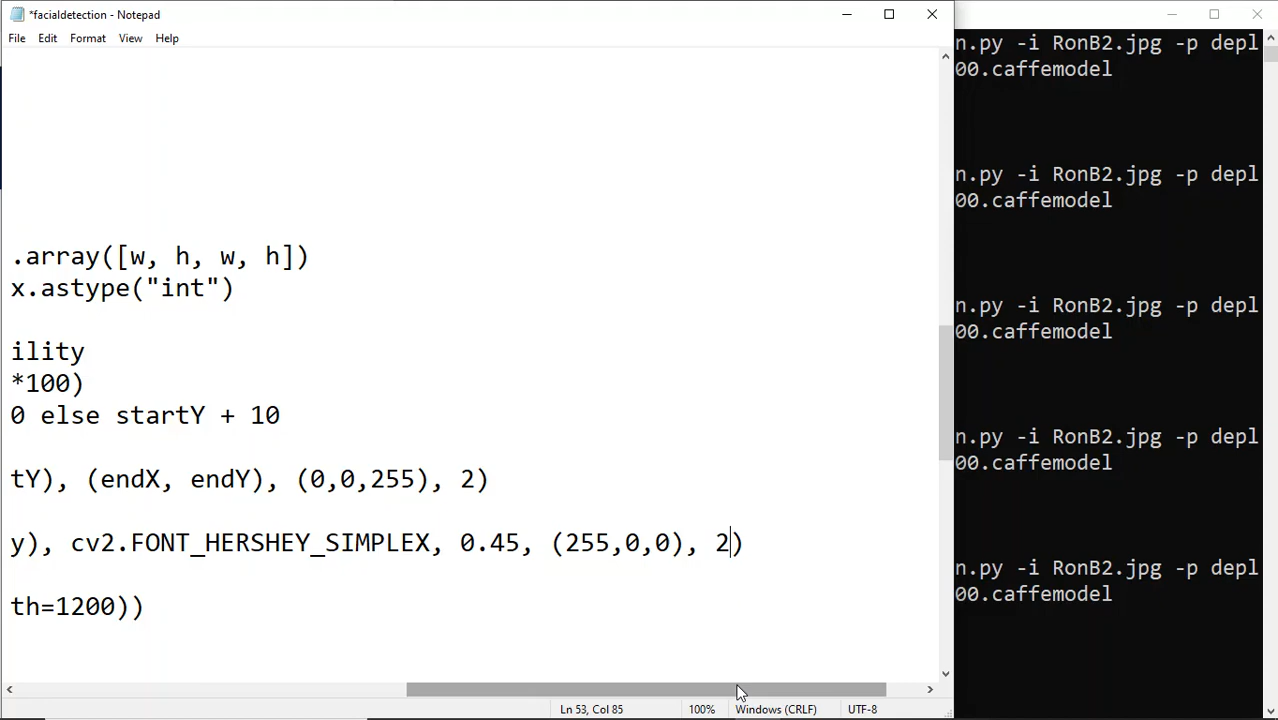 *facialdetection - Notepad
File Edit Format View Help
.array([w, h, w, h])
x.astype("int")
ility
*100)
0 else startY + 10
tY), (endX, endY), (0,0,255), 2)
y), cv2.FONT_HERSHEY_SIMPLEX, 0.45, (255,0,0), 2)
th=1200))
Ln 53, Col 85 100% Windows (CRLF) UTF-8
n.py -i RonB2.jpg -p depl
00.caffemodel
n.py -i RonB2.jpg -p depl
00.caffemodel
n.py -i RonB2.jpg -p depl
00.caffemodel
n.py -i RonB2.jpg -p depl
00.caffemodel
n.py -i RonB2.jpg -p depl
00.caffemodel